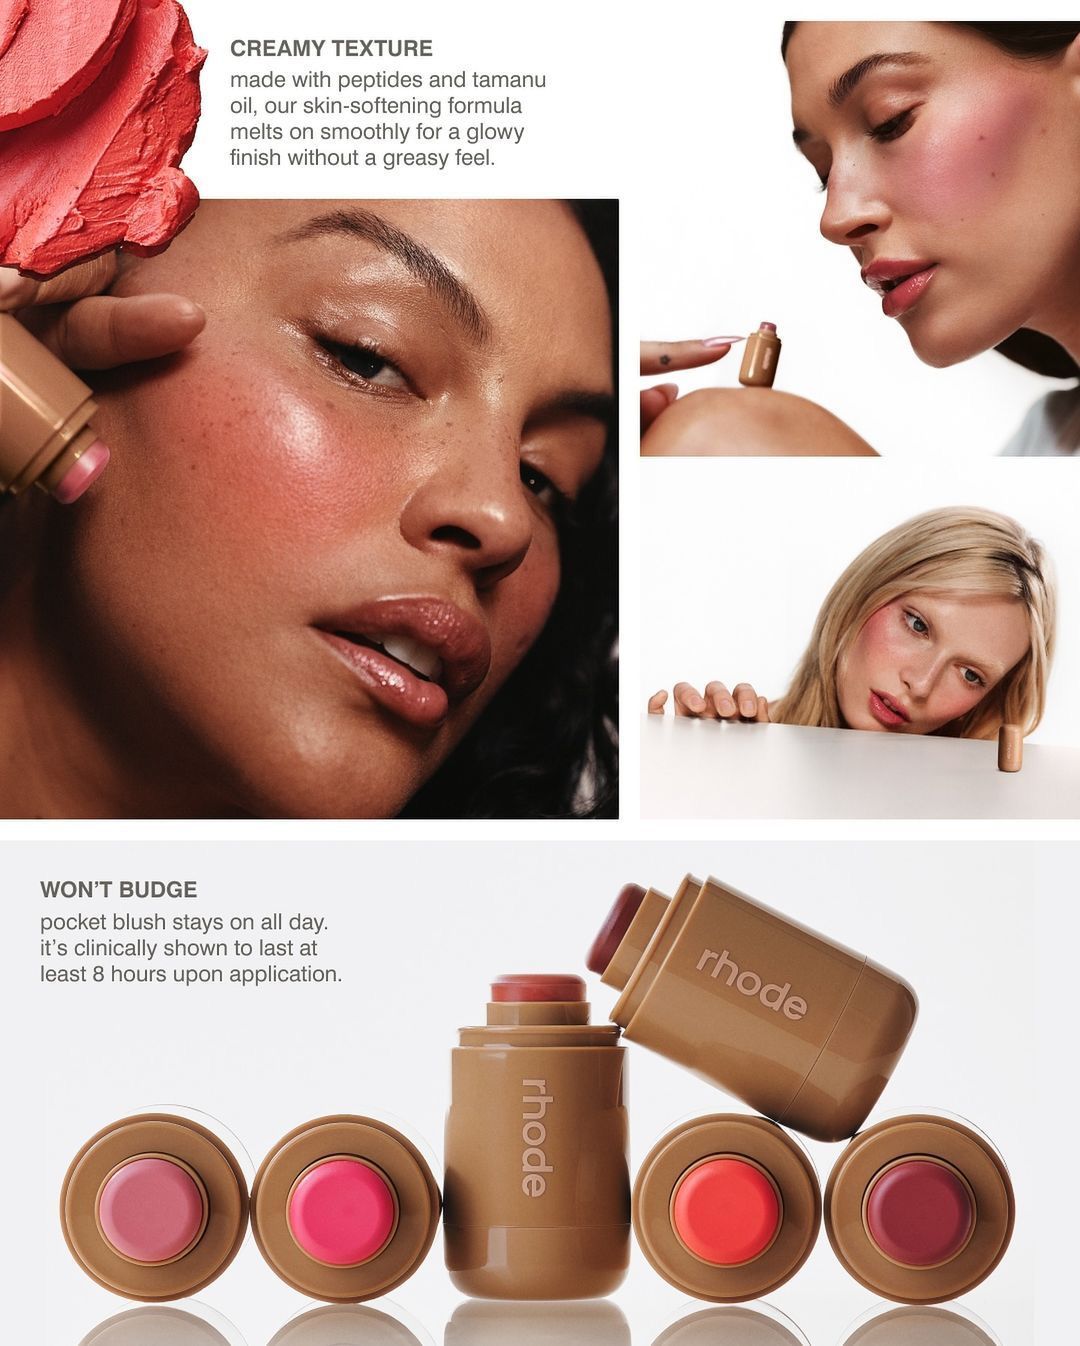 CREAMY TEXTURE
made with peptides and tamanu
oil, our skin-softening formula
melts on smoothly for a glowy
finish without a greasy feel.
WON'T BUDGE
pocket blush stays on all day.
it's clinically shown to last at
least 8 hours upon application.
rhode
rhode